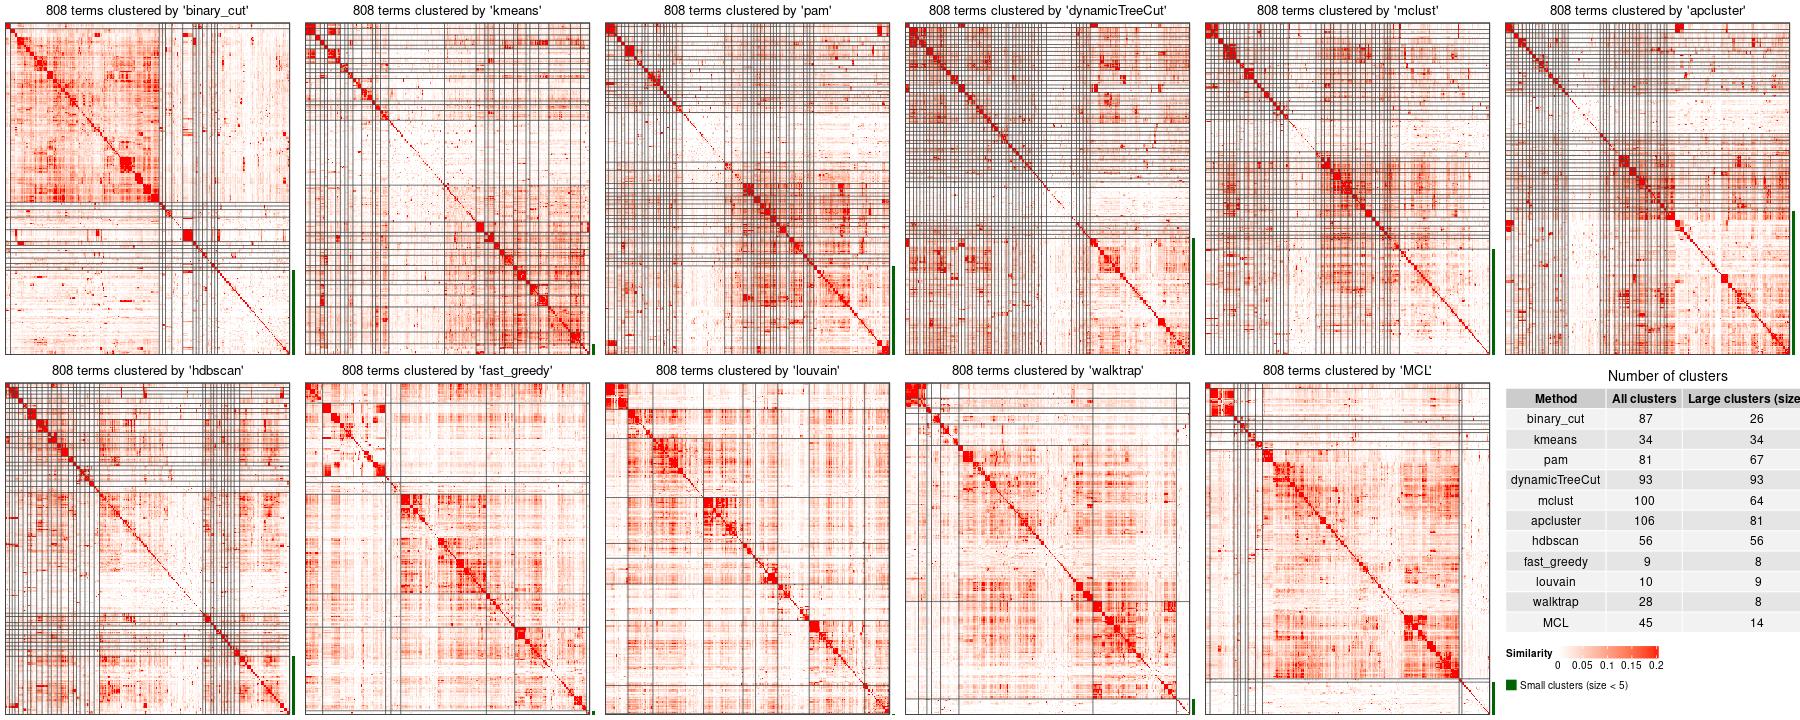 808 terms clustered by 'binary_cut'
808 terms clustered by 'kmeans'
808 terms clustered by 'pam'
808 terms clustered by 'dynamicTreeCut'
808 terms clustered by 'mclust'
808 terms clustered by 'apcluster'
808 terms clustered by 'hdbscan'
808 terms clustered by 'fast_greedy'
808 terms clustered by 'louvain'
808 terms clustered by 'walktrap'
808 terms clustered by 'MCL'
Number of clusters
Method All clusters Large clusters (size
binary_cut 87 26
kmeans 34 34
pam 81 67
dynamicTreeCut 93 93
mclust 100 64
apcluster 106 81
hdbscan 56 56
fast_greedy 9 8
louvain 10 9
walktrap 28 8
MCL 45 14
Similarity
0 0.05 0.1 0.15 0.2
Small clusters (size < 5)